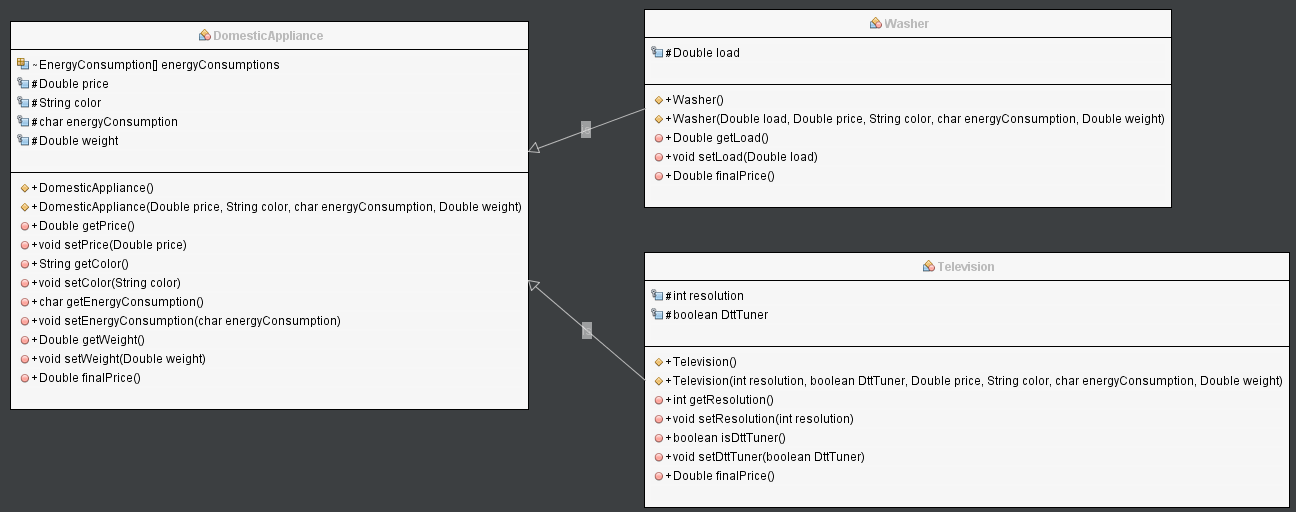 DomesticAppliance
~EnergyConsumption[] energyConsumptions
#Double price
#String color
#char energyConsumption
#Double weight
+DomesticAppliance()
+DomesticAppliance(Double price, String color, char energyConsumption, Double weight)
+Double getPrice()
+void setPrice(Double price)
+String getColor()
+void setColor(String color)
+char getEnergyConsumption()
+void setEnergyConsumption(char energyConsumption)
+Double getWeight()
+void setWeight(Double weight)
+Double finalPrice()
Washer
#Double load
+Washer()
+Washer(Double load, Double price, String color, char energyConsumption, Double weight)
+Double getLoad()
+void setLoad(Double load)
+Double finalPrice()
Television
#int resolution
#boolean DttTuner
+Television()
+Television(int resolution, boolean DttTuner, Double price, String color, char energyConsumption, Double weight)
+int getResolution()
+void setResolution(int resolution)
+boolean isDttTuner()
+void setDttTuner(boolean DttTuner)
+Double finalPrice()